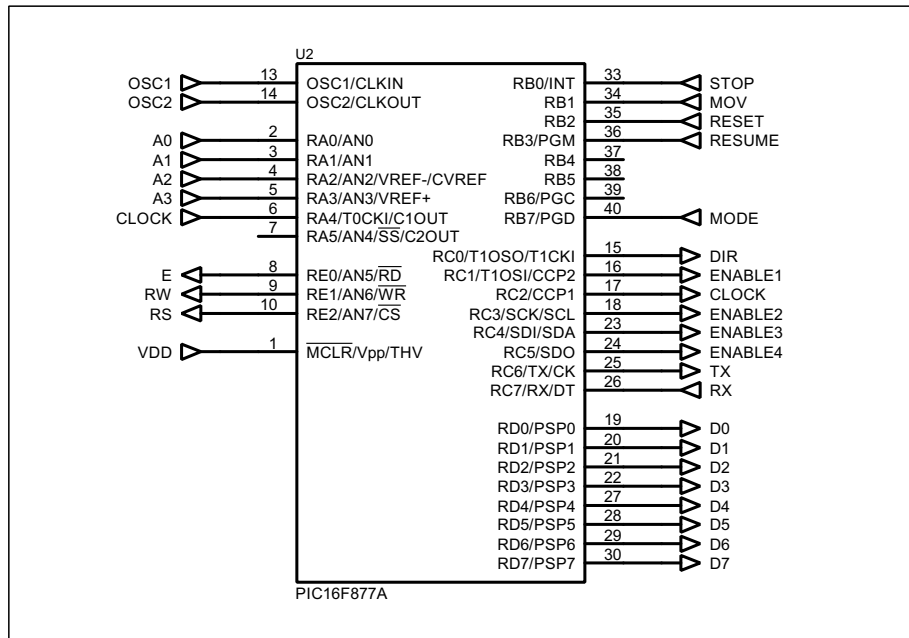 U2
OSC1 13 OSC1/CLKIN
OSC2 14 OSC2/CLKOUT
A0 2 RA0/AN0
A1 3 RA1/AN1
A2 4 RA2/AN2/VREF-/CVREF
A3 5 RA3/AN3/VREF+
CLOCK 6 RA4/T0CKI/C1OUT
7 RA5/AN4/SS/C2OUT
E 8 RE0/AN5/RD
RW 9 RE1/AN6/WR
RS 10 RE2/AN7/CS
VDD 1 MCLR/Vpp/THV
RB0/INT 33 STOP
RB1 34 MOV
RB2 35 RESET
RB3/PGM 36 RESUME
RB4 37
RB5 38
RB6/PGC 39
RB7/PGD 40 MODE
RC0/T1OSO/T1CKI 15 DIR
RC1/T1OSI/CCP2 16 ENABLE1
RC2/CCP1 17 CLOCK
RC3/SCK/SCL 18 ENABLE2
RC4/SDI/SDA 23 ENABLE3
RC5/SDO 24 ENABLE4
RC6/TX/CK 25 TX
RC7/RX/DT 26 RX
RD0/PSP0 19 D0
RD1/PSP1 20 D1
RD2/PSP2 21 D2
RD3/PSP3 22 D3
RD4/PSP4 27 D4
RD5/PSP5 28 D5
RD6/PSP6 29 D6
RD7/PSP7 30 D7
PIC16F877A